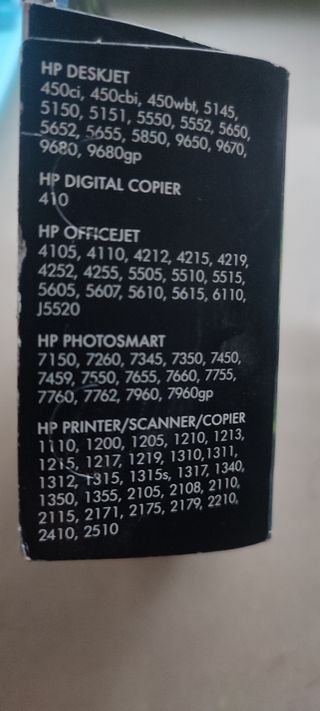 HP DESKJET
450ci, 450cbi, 450wbt, 5145,
5150, 5151, 5550, 5552, 5650,
5652, 5655, 5850, 9650, 9670,
9680, 9680gp
HP DIGITAL COPIER
410
HP OFFICEJET
4105, 4110, 4212, 4215, 4219,
4252, 4255, 5505, 5510, 5515,
5605, 5607, 5610, 5615, 6110,
J5520
HP PHOTOSMART
7150, 7260, 7345, 7350, 7450,
7459, 7550, 7655, 7660, 7755,
7760, 7762, 7960, 7960gp
HP PRINTER/SCANNER/COPIER
1110, 1200, 1205, 1210, 1213,
1215, 1217, 1219, 1310,1311,
1312, 1315, 1315s, 1317, 1340,
1350, 1355, 2105, 2108, 2110,
2115, 2171, 2175, 2179, 2210,
2410, 2510